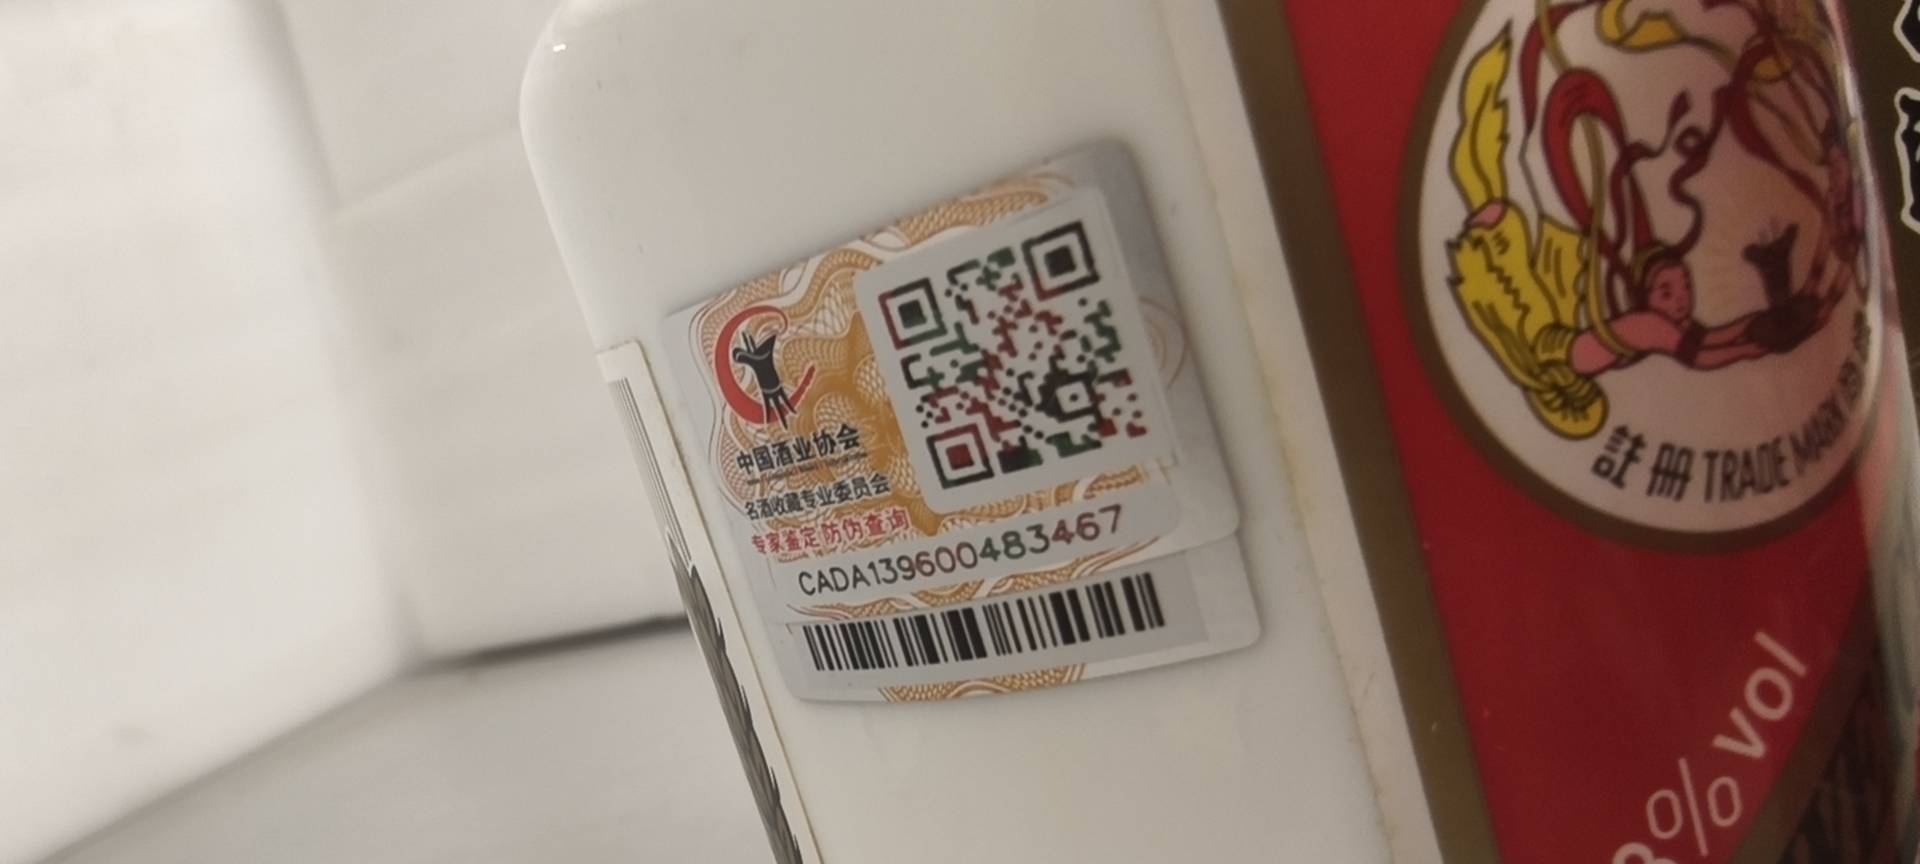 中国酒业协会
名酒收藏专业委员会
专家鉴定防伪查询
CADA139600483467
註册 TRADE MARK
% vol